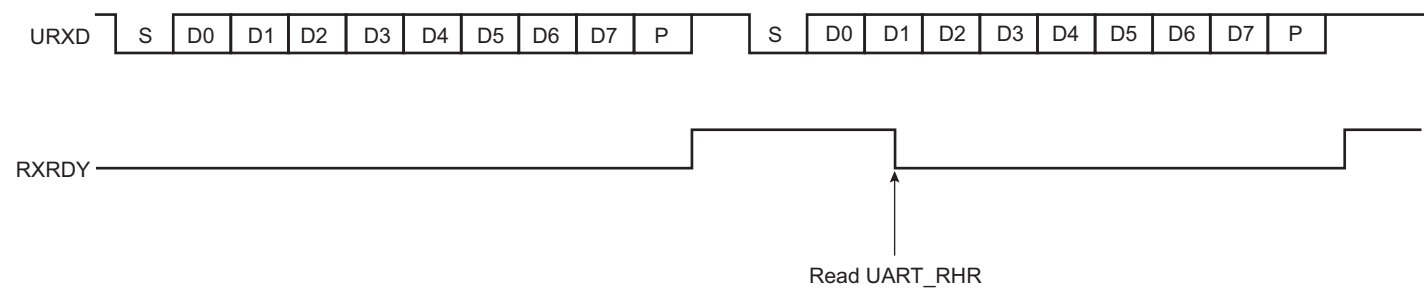 URXD S D0 D1 D2 D3 D4 D5 D6 D7 P S D0 D1 D2 D3 D4 D5 D6 D7 P
RXRDY
Read UART_RHR